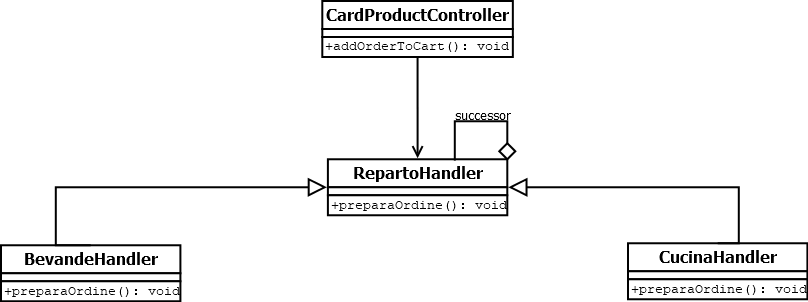 CardProductController
+addOrderToCart(): void
successor
RepartoHandler
+preparaOrdine(): void
BevandeHandler
+preparaOrdine(): void
CucinaHandler
+preparaOrdine(): void